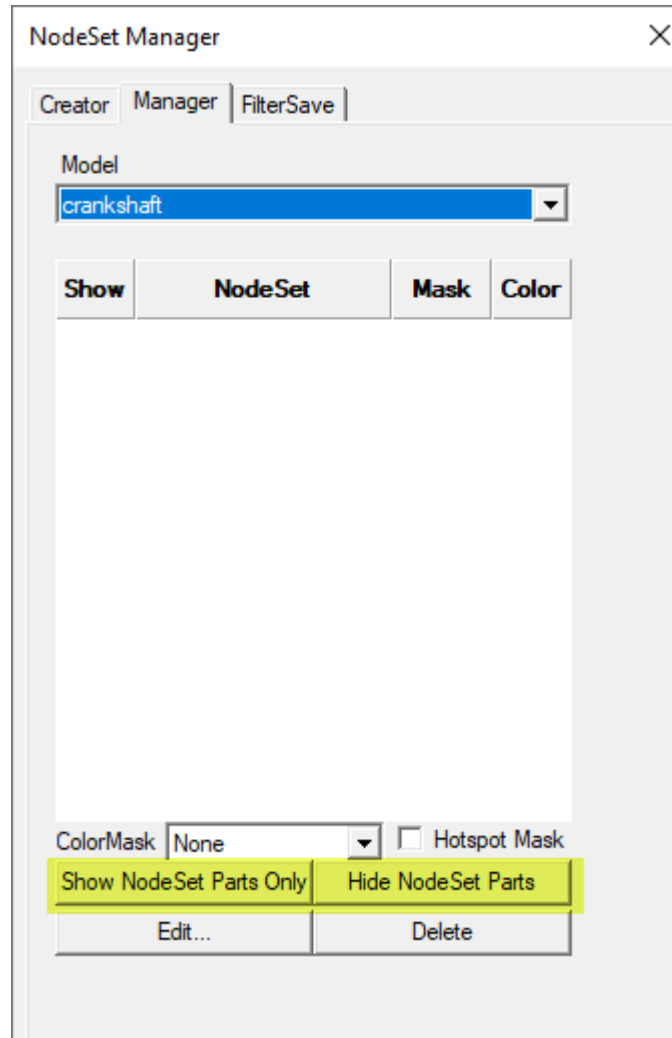 NodeSet Manager
Creator Manager FilterSave
Model
crankshaft
Show NodeSet Mask Color
ColorMask None Hotspot Mask
Show NodeSet Parts Only Hide NodeSet Parts
Edit... Delete